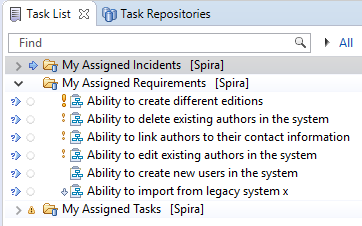 Task List Task Repositories
Find All
My Assigned Incidents [Spira]
My Assigned Requirements [Spira]
Ability to create different editions
Ability to delete existing authors in the system
Ability to link authors to their contact information
Ability to edit existing authors in the system
Ability to create new users in the system
Ability to import from legacy system x
My Assigned Tasks [Spira]